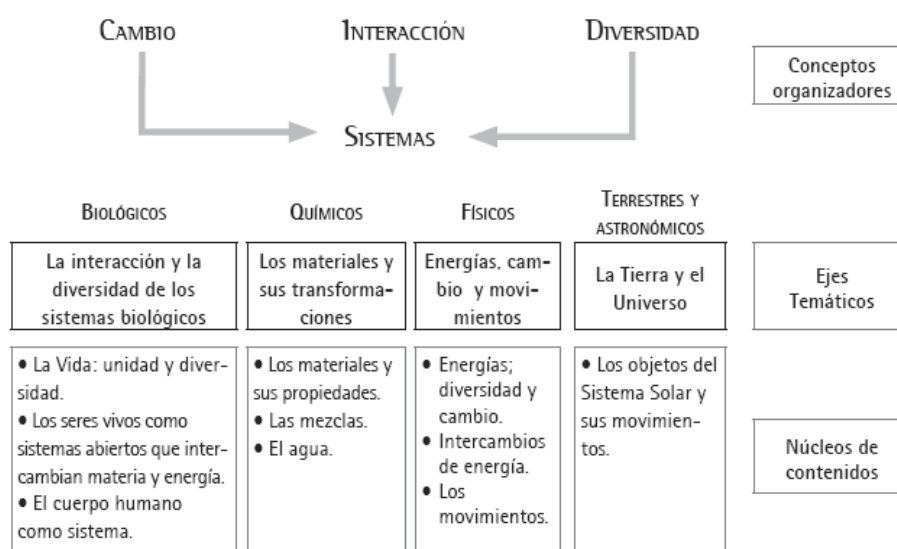 CAMBIO
INTERACCIÓN
DIVERSIDAD
Conceptos
organizadores
SISTEMAS
BIOLÓGICOS
QUÍMICOS
FÍSICOS
TERRESTRES Y
ASTRONÓMICOS
La interacción y la
diversidad de los
sistemas biológicos
Los materiales y
sus transforma-
ciones
Energías, cam-
bio y movi-
mientos
La Tierra y el
Universo
Ejes
Temáticos
• La Vida: unidad y diver-
sidad.
• Los seres vivos como
sistemas abiertos que inter-
cambian materia y energía.
• El cuerpo humano
como sistema.
• Los materiales y
sus propiedades.
• Las mezclas.
• El agua.
• Energías;
diversidad y
cambio.
• Intercambios
de energía.
• Los
movimientos.
• Los objetos del
Sistema Solar y
sus movimien-
tos.
Núcleos de
contenidos